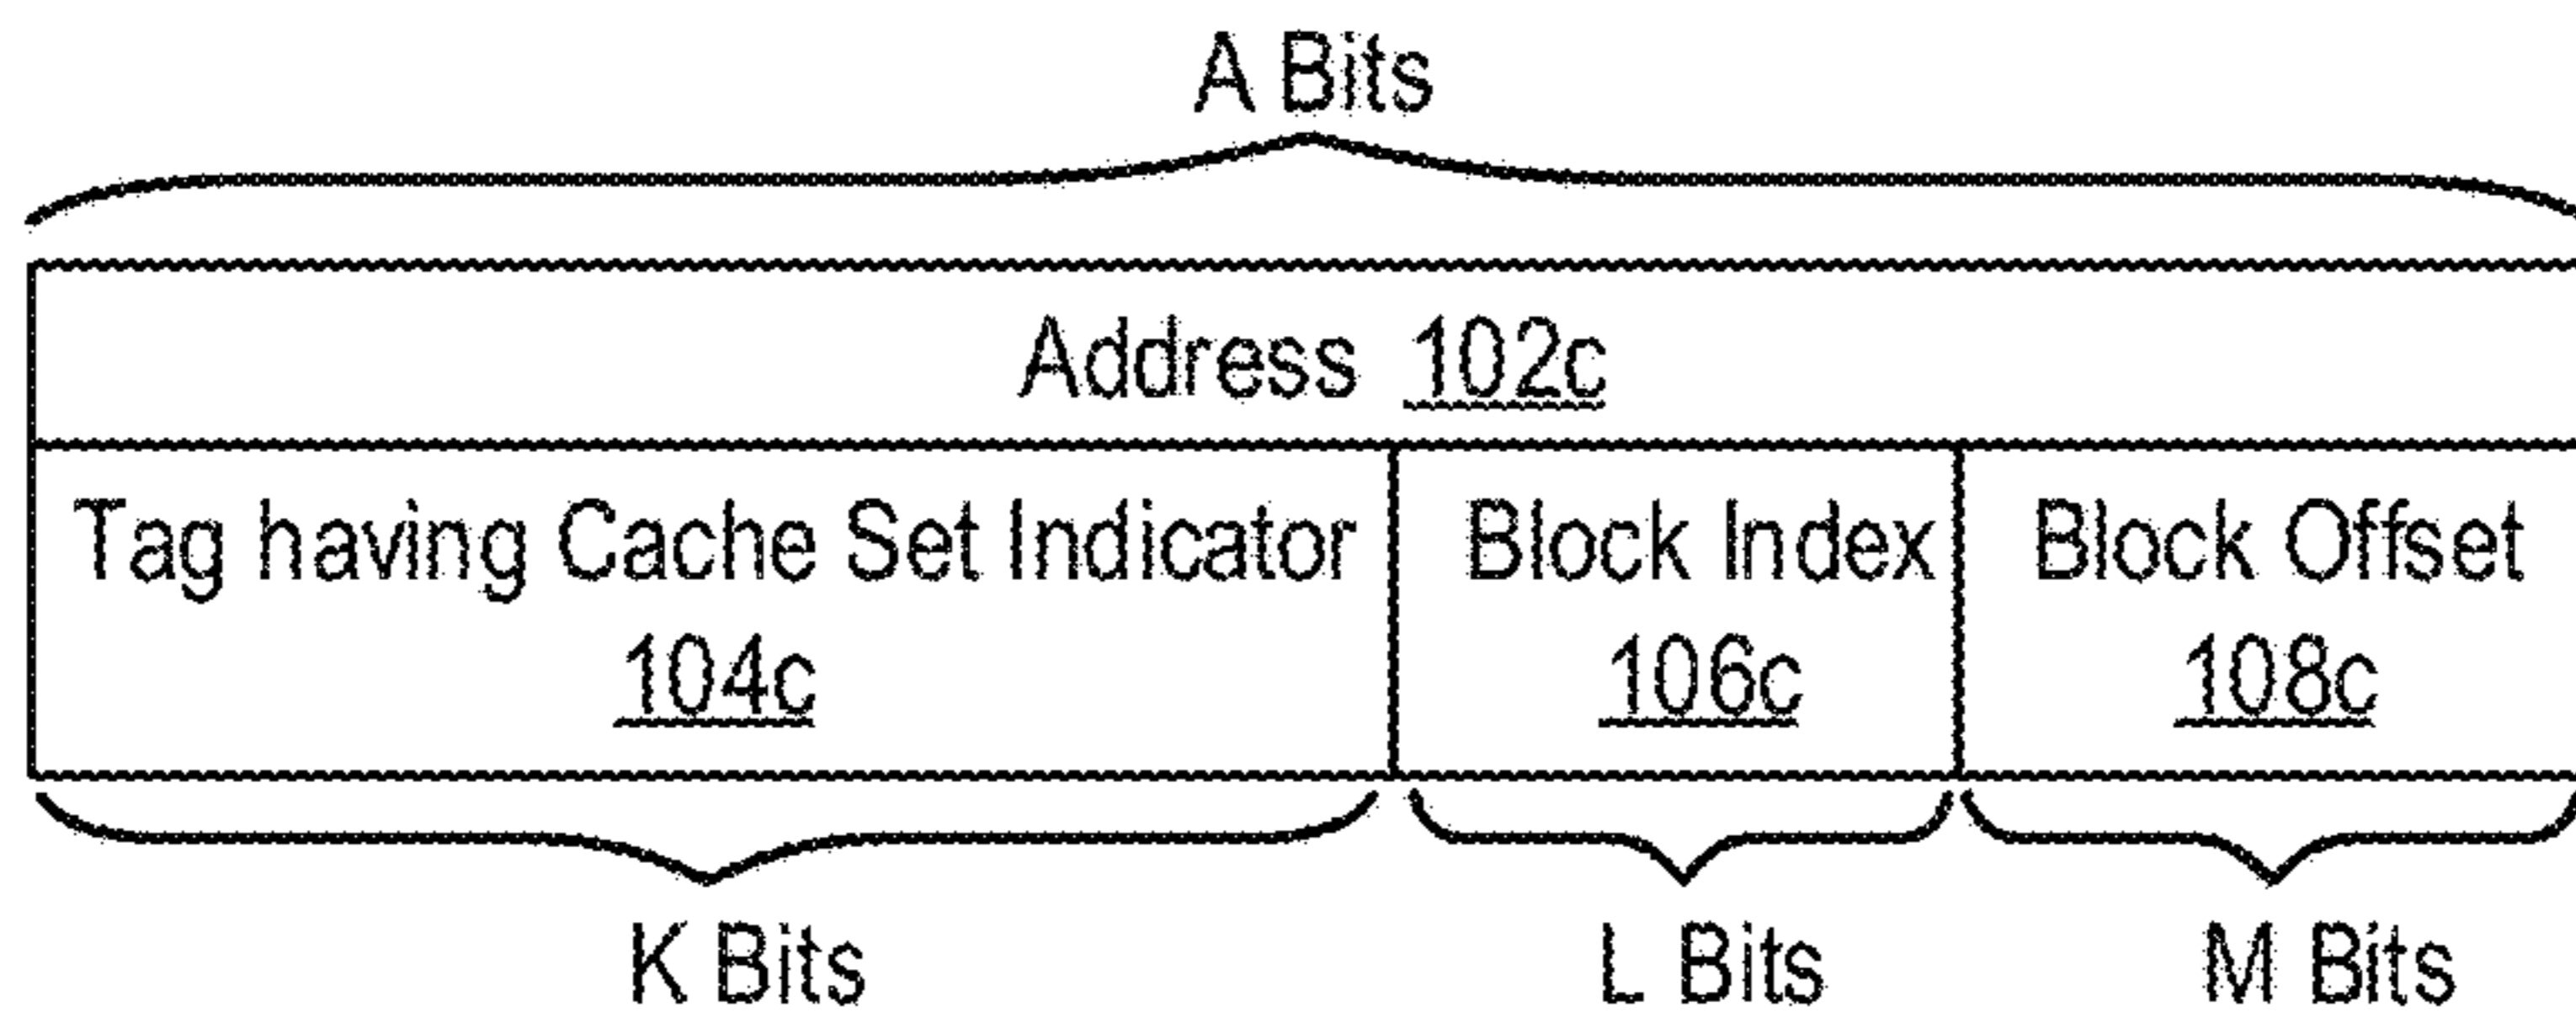 A Bits
Address 102c
Tag having Cache Set Indicator Block Index Block Offset
104c 106c 108c
K Bits L Bits M Bits